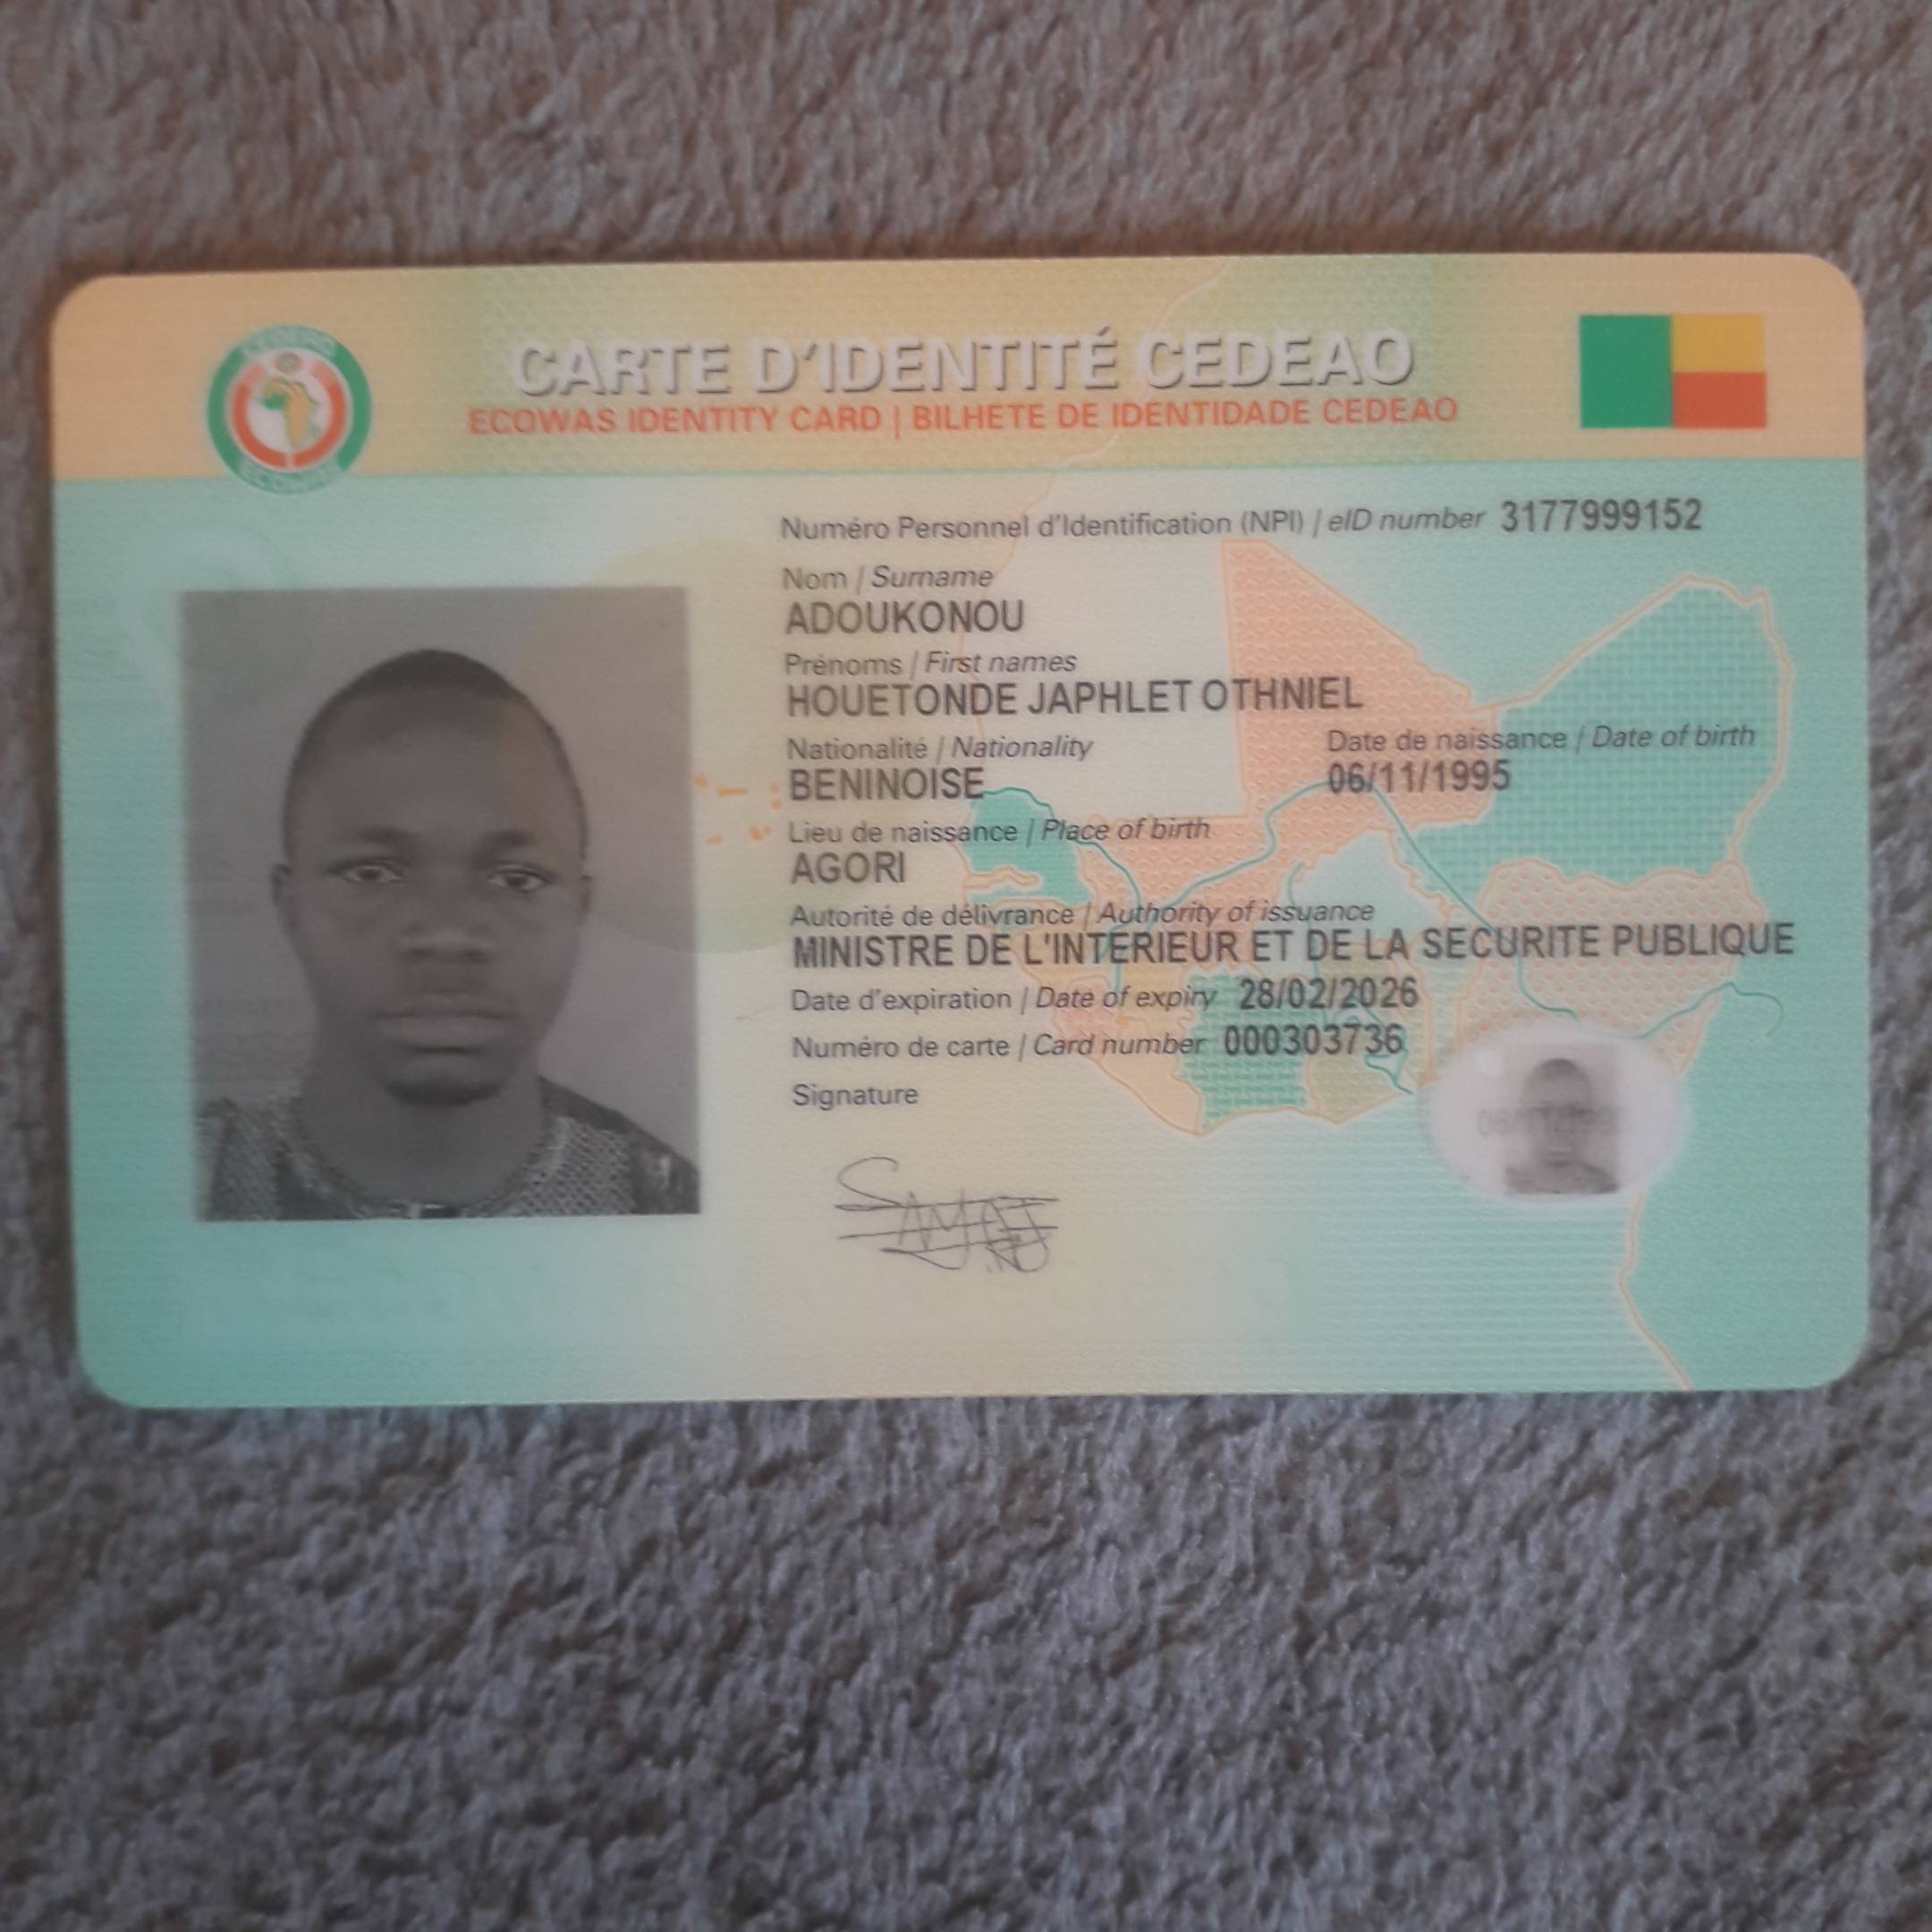 CARTE D'IDENTITÉ CEDEAO
ECOWAS IDENTITY CARD | BILHETE DE IDENTIDADE CEDEAO
Numéro Personnel d'Identification (NPI) / eID number 3177999152
Nom / Surname
ADOUKONOU
Prénoms / First names
HOUETONDE JAPHLET OTHNIEL
Nationalité / Nationality
BENINOISE
Date de naissance / Date of birth
06/11/1995
Lieu de naissance / Place of birth
AGORI
Autorité de délivrance / Authority of issuance
MINISTRE DE L'INTERIEUR ET DE LA SECURITE PUBLIQUE
Date d'expiration / Date of expiry 28/02/2026
Numéro de carte / Card number 000303736
Signature